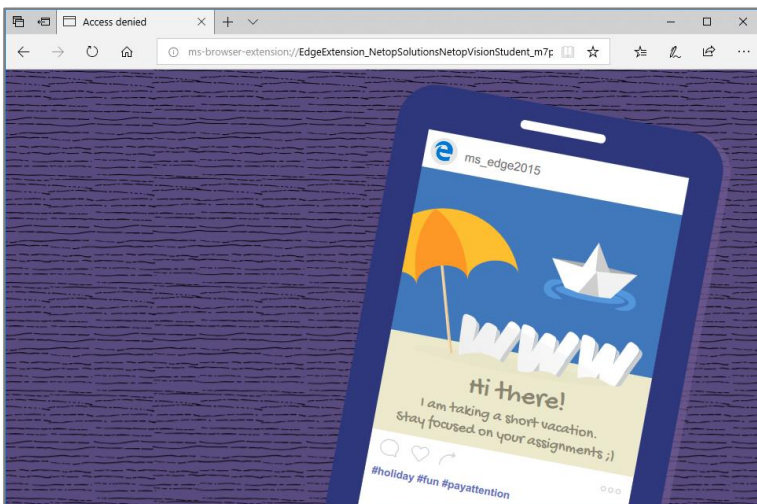 Access denied
ms-browser-extension://EdgeExtension_NetopSolutionsNetopVisionStudent_m7p
ms_edge2015
www
Hi there!
I am taking a short vacation.
Stay focused on your assignments ;)
#holiday #fun #payattention